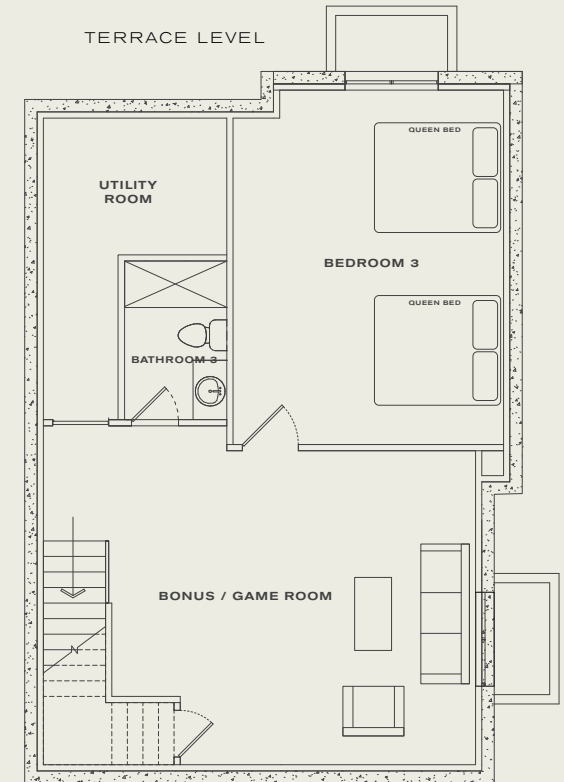 TERRACE LEVEL
QUEEN BED
UTILITY
ROOM
BEDROOM 3
QUEEN BED
BATHROOM 3
BONUS / GAME ROOM